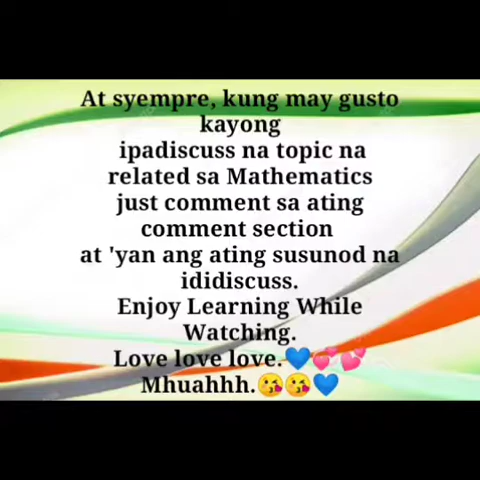 At syempre, kung may gusto
kayong
ipadiscuss na topic na
related sa Mathematics
just comment sa ating
comment section
at 'yan ang ating susunod na
ididiscuss.
Enjoy Learning While
Watching.
Love love love.💙💕💕
Mhuahhh.😘😘💙